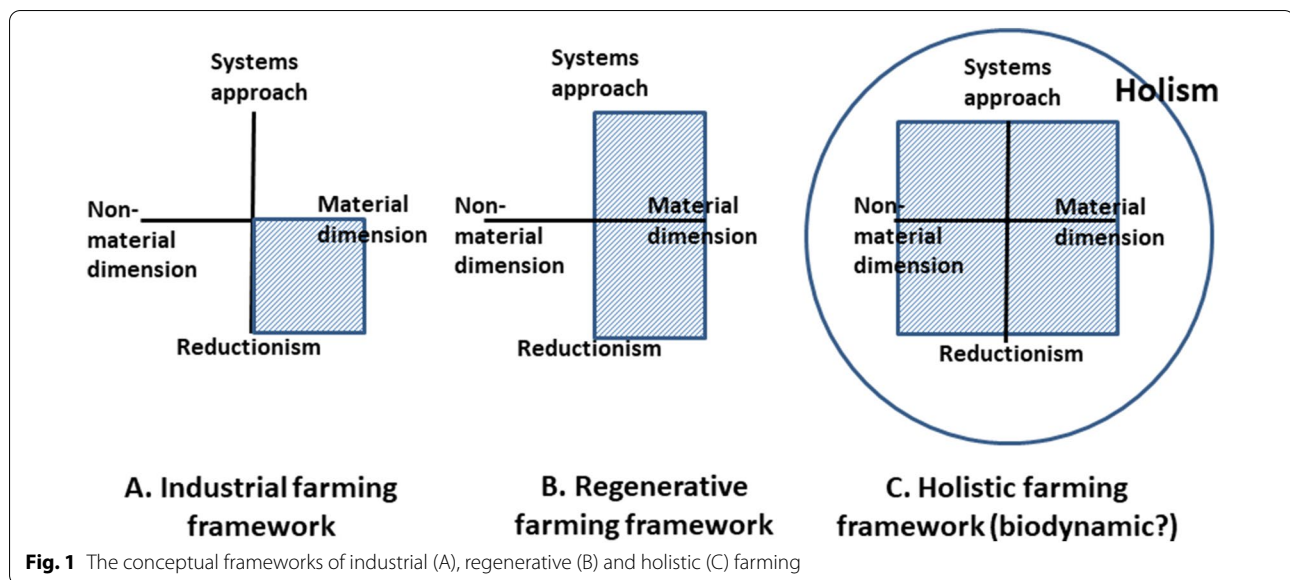 Systems
approach
Non-
material
dimension
Material
dimension
Reductionism
A. Industrial farming
framework
Systems
approach
Non-
material
dimension
Material
dimension
Reductionism
B. Regenerative
farming framework
Systems
approach
Holism
Non-
material
dimension
Material
dimension
Reductionism
C. Holistic farming
framework (biodynamic?)
Fig. 1 The conceptual frameworks of industrial (A), regenerative (B) and holistic (C) farming